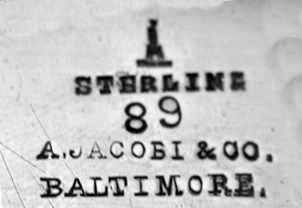 STERLING
89
A.JACOBI & CO.
BALTIMORE.